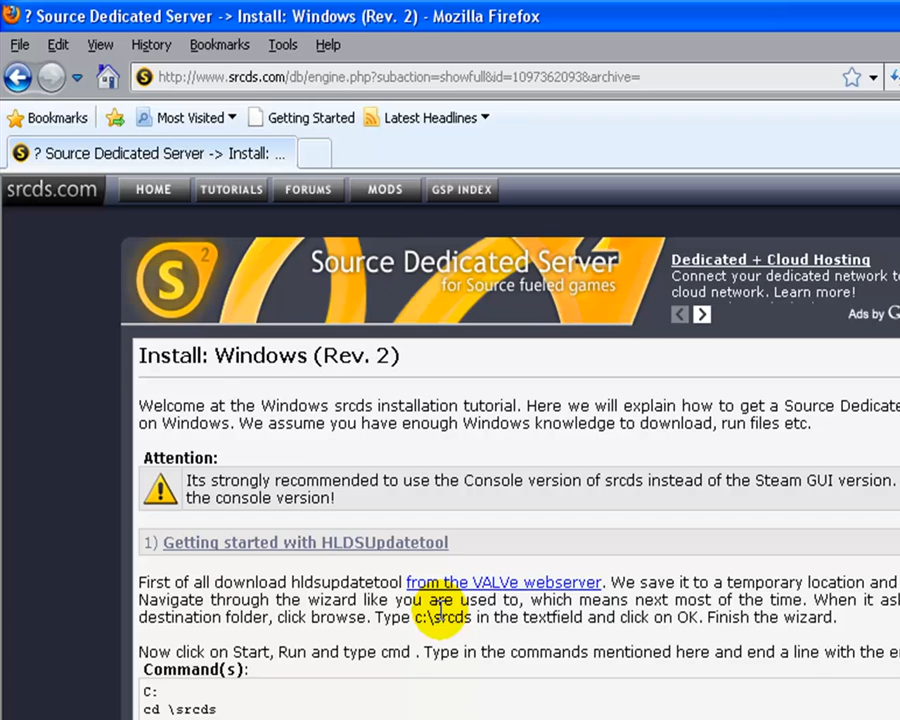 ? Source Dedicated Server -> Install: Windows (Rev. 2) - Mozilla Firefox
File Edit View History Bookmarks Tools Help
http://www.srcds.com/db/engine.php?subaction=showfull&id=1097362093&archive=
Bookmarks Most Visited Getting Started Latest Headlines
? Source Dedicated Server -> Install: ...
srcds.com HOME TUTORIALS FORUMS MODS GSP INDEX
S2
Source Dedicated Server
for Source fueled games
Dedicated + Cloud Hosting
Connect your dedicated network to
cloud network. Learn more!
Ads by G
Install: Windows (Rev. 2)
Welcome at the Windows srcds installation tutorial. Here we will explain how to get a Source Dedicate
on Windows. We assume you have enough Windows knowledge to download, run files etc.
Attention:
Its strongly recommended to use the Console version of srcds instead of the Steam GUI version.
the console version!
1) Getting started with HLDSUpdatetool
First of all download hldsupdatetool from the VALVe webserver. We save it to a temporary location and
Navigate through the wizard like you are used to, which means next most of the time. When it as
destination folder, click browse. Type c:\srcds in the textfield and click on OK. Finish the wizard.
Now click on Start, Run and type cmd . Type in the commands mentioned here and end a line with the e
Command(s):
C:
cd \srcds